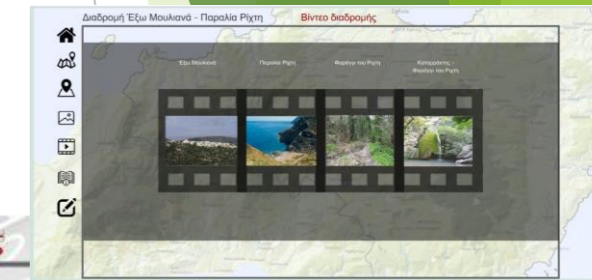 Διαδρομή Έξω Μουλιανά - Παραλία Ρίχτη Βίντεο διαδρομής
Έξω Μουλιανά
Παραλία Ρίχτη
Φαράγγι του Ρίχτη
Καταρράκτης -
Φαράγγι του Ρίχτη